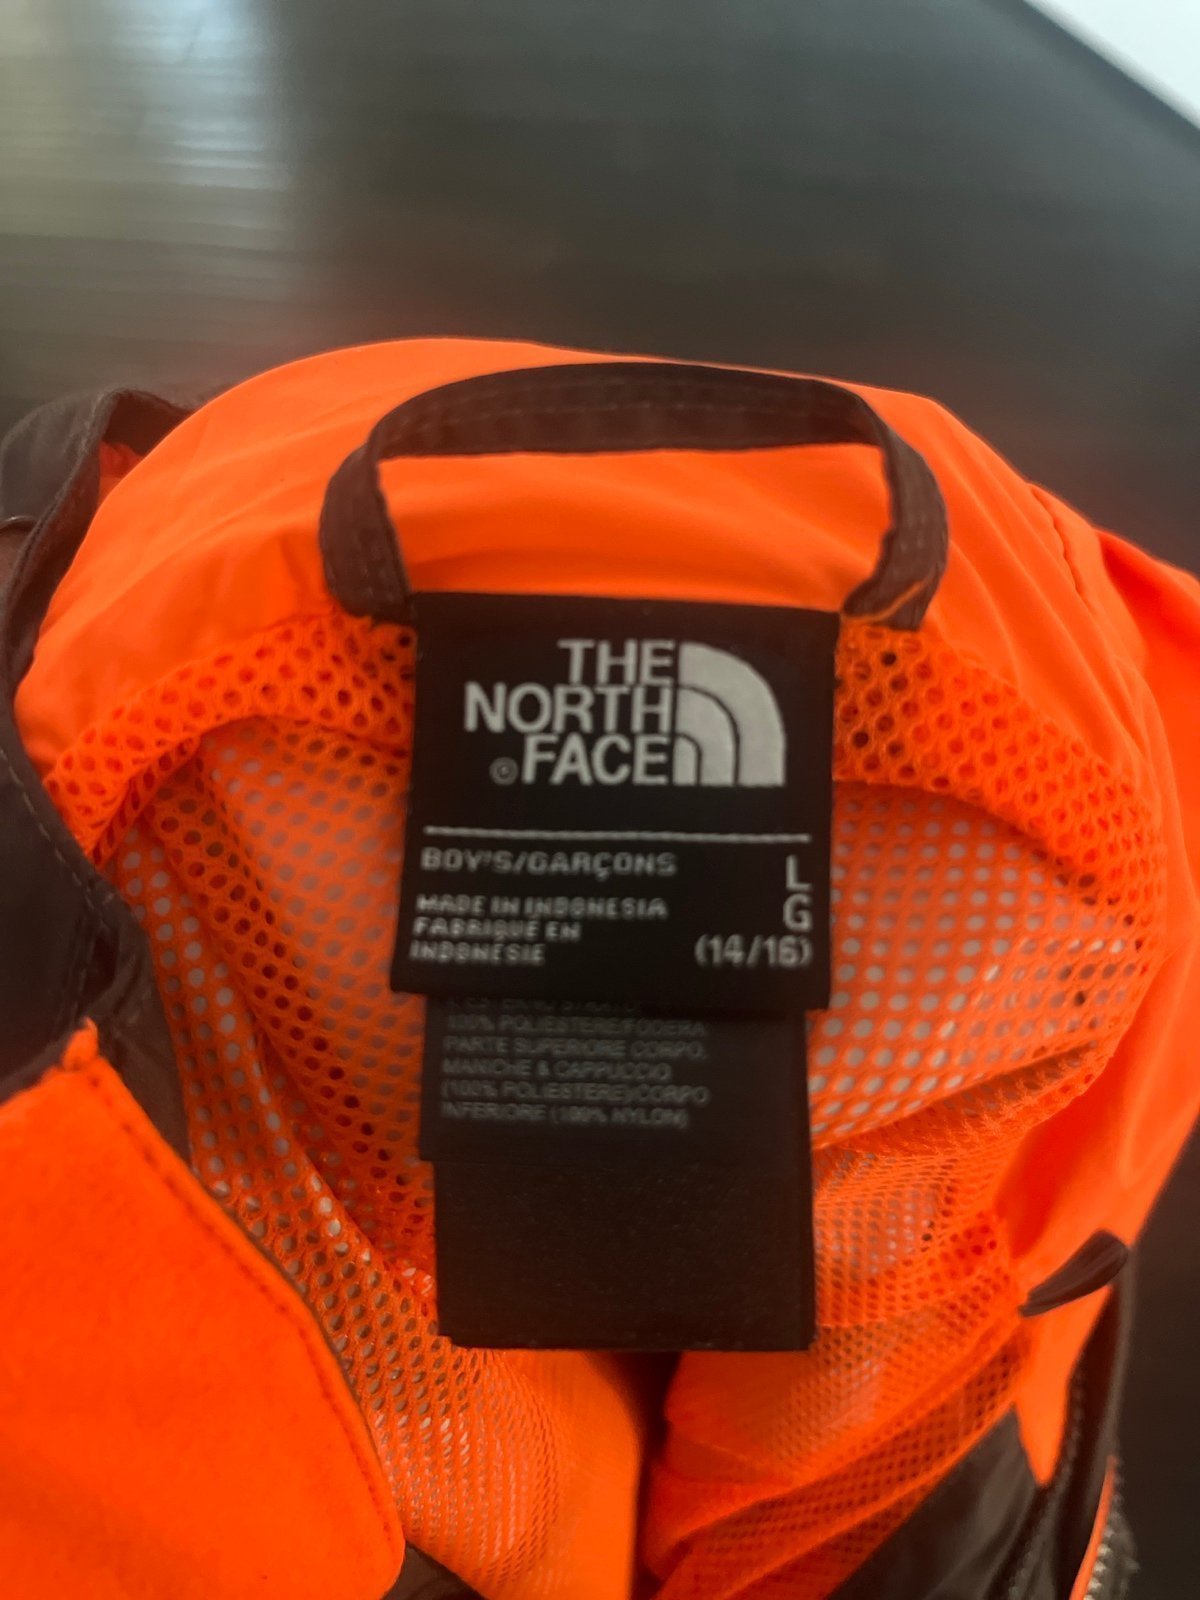 THE
NORTH
FACE
BOY'S/GARÇONS
L
G
(14/16)
MADE IN INDONESIA
FABRIQUE EN
INDONÉSIE
100% POLIESTERE/FODERA
PARTE SUPERIORE CORPO,
MANICHE & CAPPUCCIO
(100% POLIESTERE)/CORPO
INFERIORE (100% NYLON)